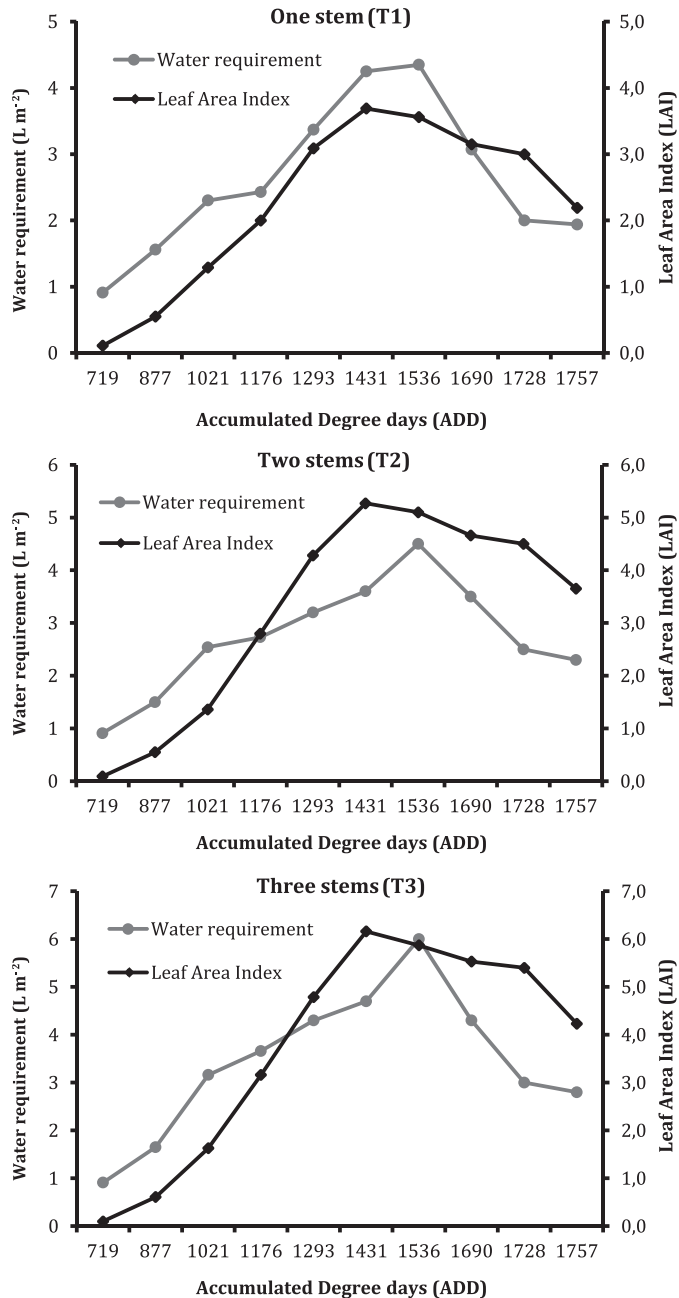 One stem (T1)
Water requirement
Leaf Area Index
Water requirement (L m⁻²)
5
4
3
2
1
0
5,0
4,0
3,0
2,0
1,0
0,0
Leaf Area Index (LAI)
719 877 1021 1176 1293 1431 1536 1690 1728 1757
Accumulated Degree days (ADD)
Two stems (T2)
Water requirement
Leaf Area Index
Water requirement (L m⁻²)
6
5
4
3
2
1
0
6,0
5,0
4,0
3,0
2,0
1,0
0,0
Leaf Area Index (LAI)
719 877 1021 1176 1293 1431 1536 1690 1728 1757
Accumulated Degree days (ADD)
Three stems (T3)
Water requirement
Leaf Area Index
Water requirement (L m⁻²)
7
6
5
4
3
2
1
0
7,0
6,0
5,0
4,0
3,0
2,0
1,0
0,0
Leaf Area Index (LAI)
719 877 1021 1176 1293 1431 1536 1690 1728 1757
Accumulated Degree days (ADD)